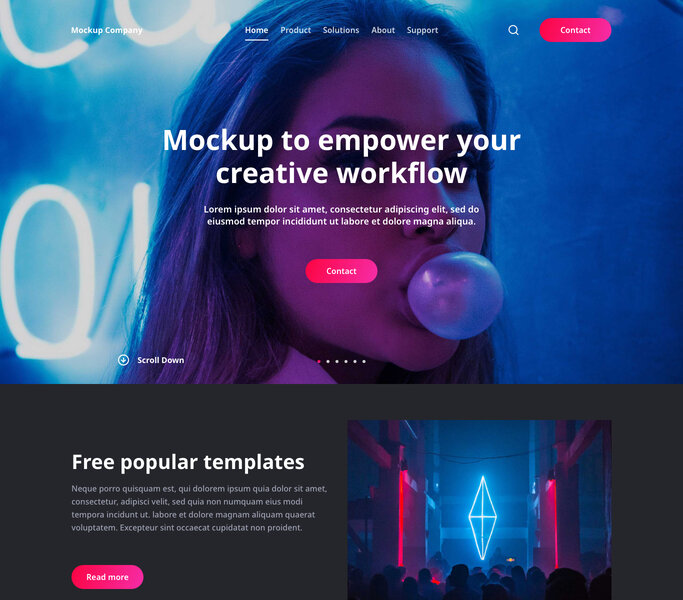 Mockup Company
Home Product Solutions About Support
Contact
Mockup to empower your
creative workflow
Lorem ipsum dolor sit amet, consectetur adipiscing elit, sed do
eiusmod tempor incididunt ut labore et dolore magna aliqua.
Contact
Scroll Down
Free popular templates
Neque porro quisquam est, qui dolorem ipsum quia dolor sit amet,
consectetur, adipisci velit, sed quia non numquam eius modi
tempora incidunt ut. labore et dolore magnam aliquam quaerat
voluptatem. Excepteur sint occaecat cupidatat non proident.
Read more